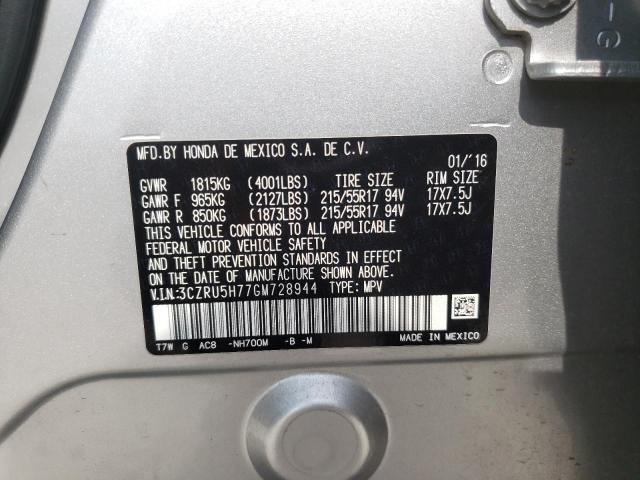 -G
MFD.BY HONDA DE MEXICO S.A. DE C.V.
01/'16
GVWR 1815KG (4001LBS) TIRE SIZE RIM SIZE
GAWR F 965KG (2127LBS) 215/55R17 94V 17X7.5J
GAWR R 850KG (1873LBS) 215/55R17 94V 17X7.5J
THIS VEHICLE CONFORMS TO ALL APPLICABLE
FEDERAL MOTOR VEHICLE SAFETY
AND THEFT PREVENTION STANDARDS IN EFFECT
ON THE DATE OF MANUFACTURE SHOWN ABOVE.
V.I.N.:3CZRU5H77GM728944 TYPE: MPV
T7W G AC8 -NH700M -B -M MADE IN MEXICO